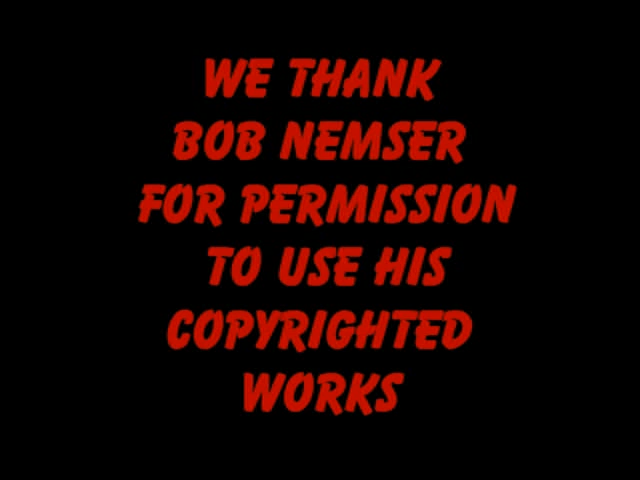 WE THANK
BOB NEMSER
FOR PERMISSION
TO USE HIS
COPYRIGHTED
WORKS